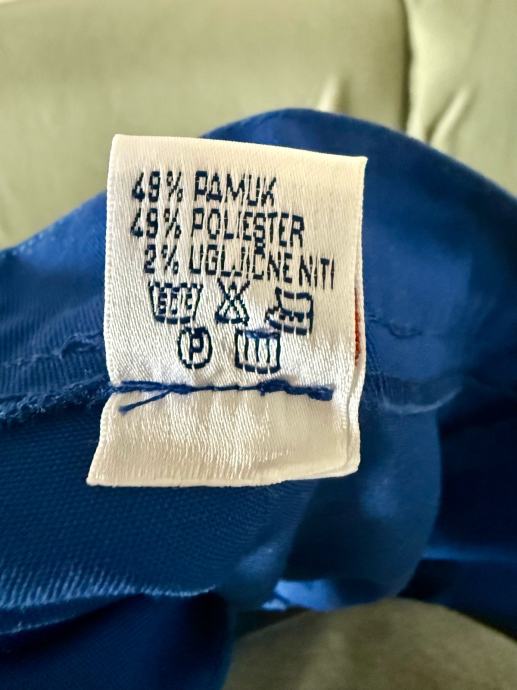 49% PAMUK
49% POLIESTER
2% UGLJIČNE NITI
P